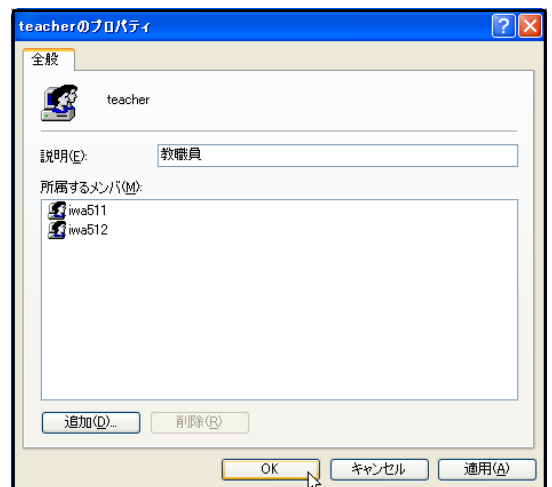 teacherのプロパティ
全般
teacher
説明(E):
教職員
所属するメンバ(M):
iwa511
iwa512
追加(D)...
削除(R)
OK
キャンセル
適用(A)